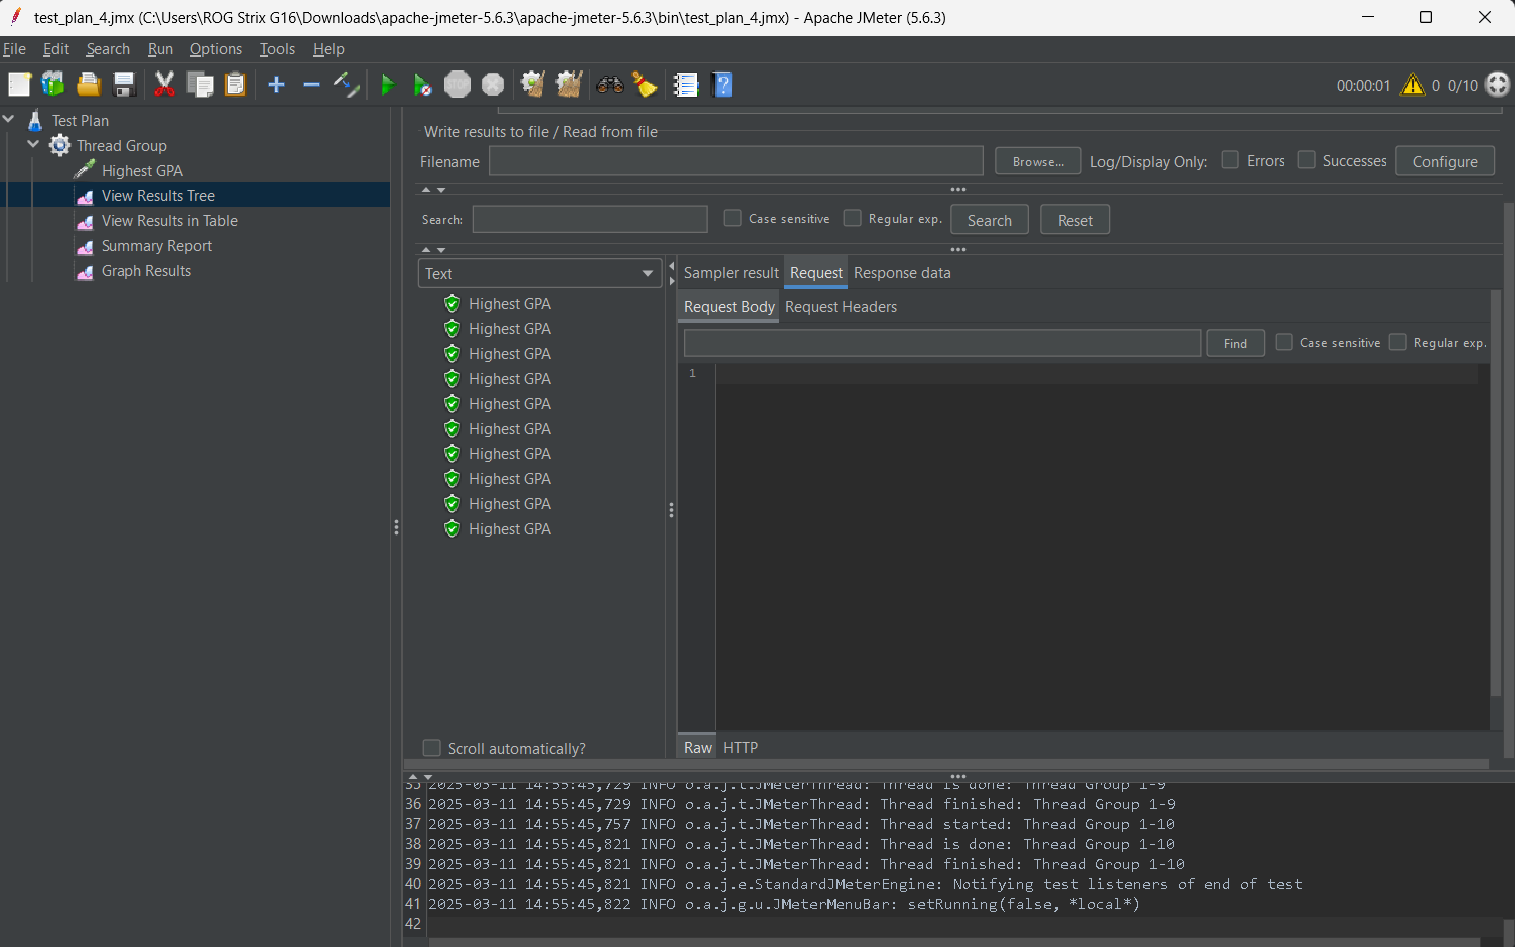 test_plan_4.jmx (C:\Users\ROG Strix G16\Downloads\apache-jmeter-5.6.3\apache-jmeter-5.6.3\bin\test_plan_4.jmx) - Apache JMeter (5.6.3)
File Edit Search Run Options Tools Help
STOP 00:00:01 0 0/10
Test Plan
Thread Group
Highest GPA
View Results Tree
View Results in Table
Summary Report
Graph Results
Write results to file / Read from file
Filename Browse... Log/Display Only: Errors Successes Configure
Search: Case sensitive Regular exp. Search Reset
Text
Highest GPA
Highest GPA
Highest GPA
Highest GPA
Highest GPA
Highest GPA
Highest GPA
Highest GPA
Highest GPA
Highest GPA
Scroll automatically?
Sampler result Request Response data
Request Body Request Headers
Find Case sensitive Regular exp.
1
Raw HTTP
35 2025-03-11 14:55:45,729 INFO o.a.j.t.JMeterThread: Thread is done: Thread Group 1-9
36 2025-03-11 14:55:45,729 INFO o.a.j.t.JMeterThread: Thread finished: Thread Group 1-9
37 2025-03-11 14:55:45,757 INFO o.a.j.t.JMeterThread: Thread started: Thread Group 1-10
38 2025-03-11 14:55:45,821 INFO o.a.j.t.JMeterThread: Thread is done: Thread Group 1-10
39 2025-03-11 14:55:45,821 INFO o.a.j.t.JMeterThread: Thread finished: Thread Group 1-10
40 2025-03-11 14:55:45,821 INFO o.a.j.e.StandardJMeterEngine: Notifying test listeners of end of test
41 2025-03-11 14:55:45,822 INFO o.a.j.g.u.JMeterMenuBar: setRunning(false, *local*)
42